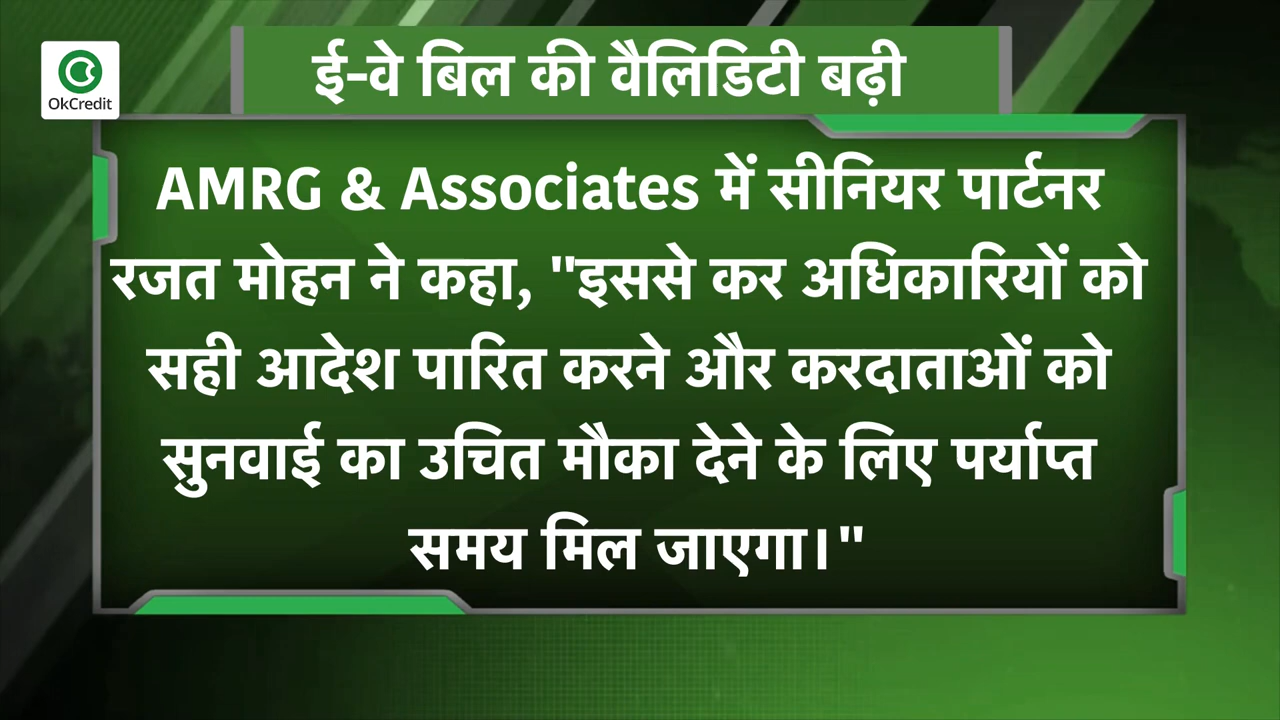 OkCredit
ई-वे बिल की वैलिडिटी बढ़ी
AMRG & Associates में सीनियर पार्टनर
रजत मोहन ने कहा, "इससे कर अधिकारियों को
सही आदेश पारित करने और करदाताओं को
सुनवाई का उचित मौका देने के लिए पर्याप्त
समय मिल जाएगा।"